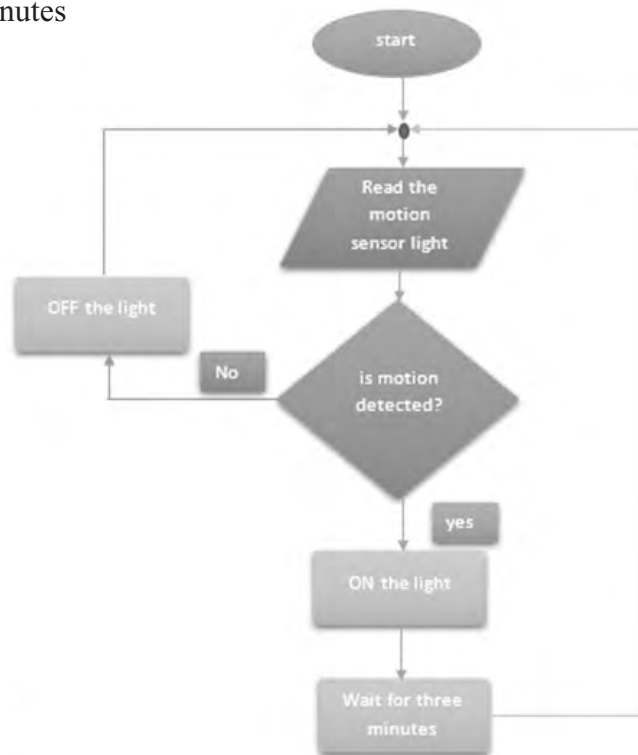 nutes
start
Read the
motion
sensor light
OFF the light
No
is motion
detected?
yes
ON the light
Wait for three
minutes